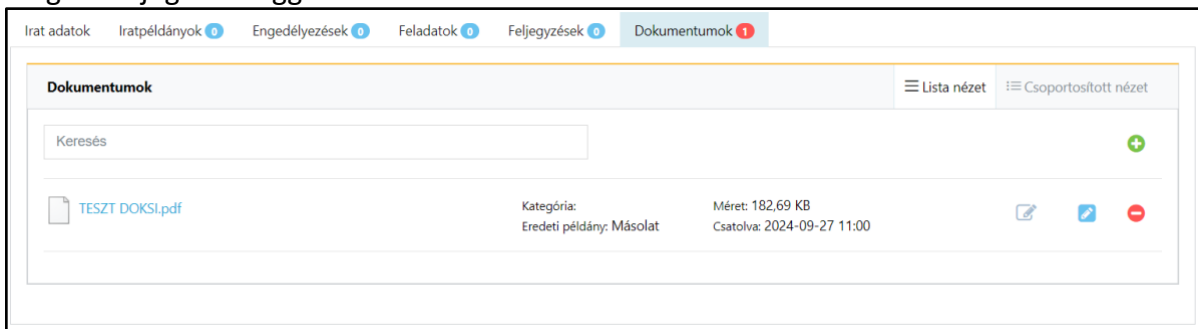 Irat adatok Iratpéldányok 0 Engedélyezések 0 Feladatok 0 Feljegyzések 0 Dokumentumok 1
Dokumentumok Lista nézet Csoportosított nézet
Keresés
TESZT DOKSI.pdf Kategória: Méret: 182,69 KB
Eredeti példány: Másolat Csatolva: 2024-09-27 11:00